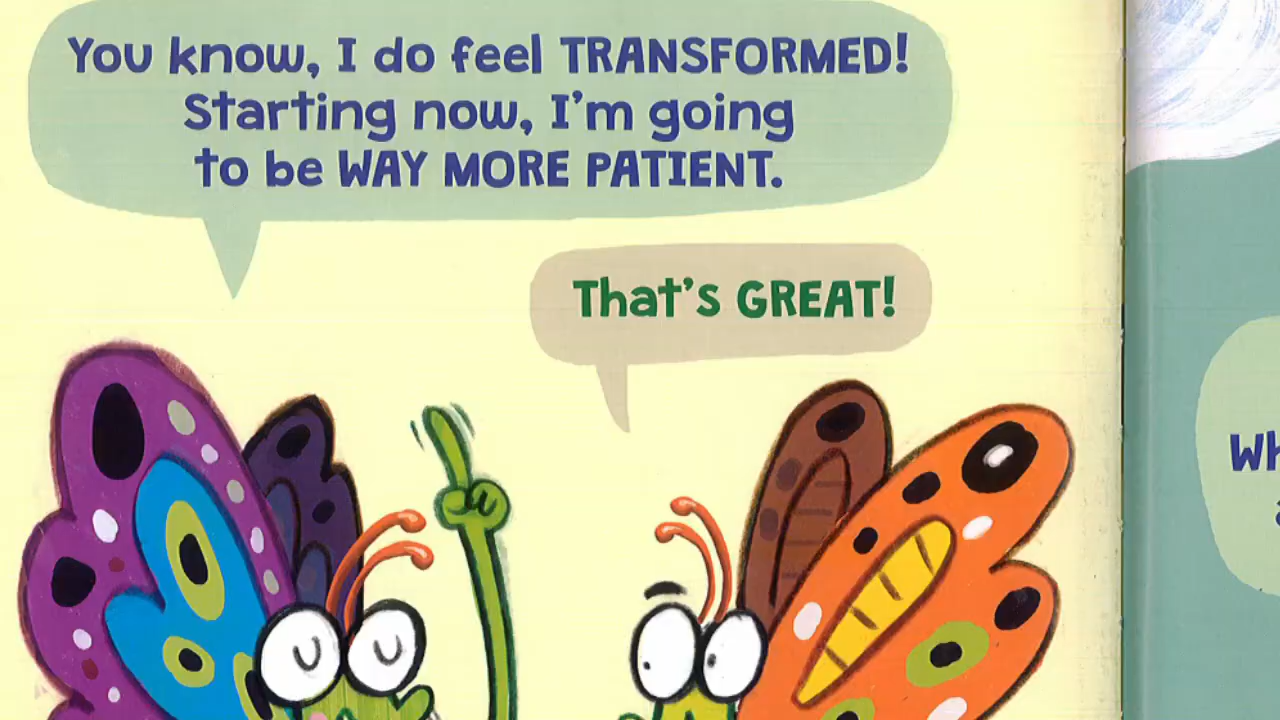 You know, I do feel TRANSFORMED!
Starting now, I'm going
to be WAY MORE PATIENT.
That's GREAT!